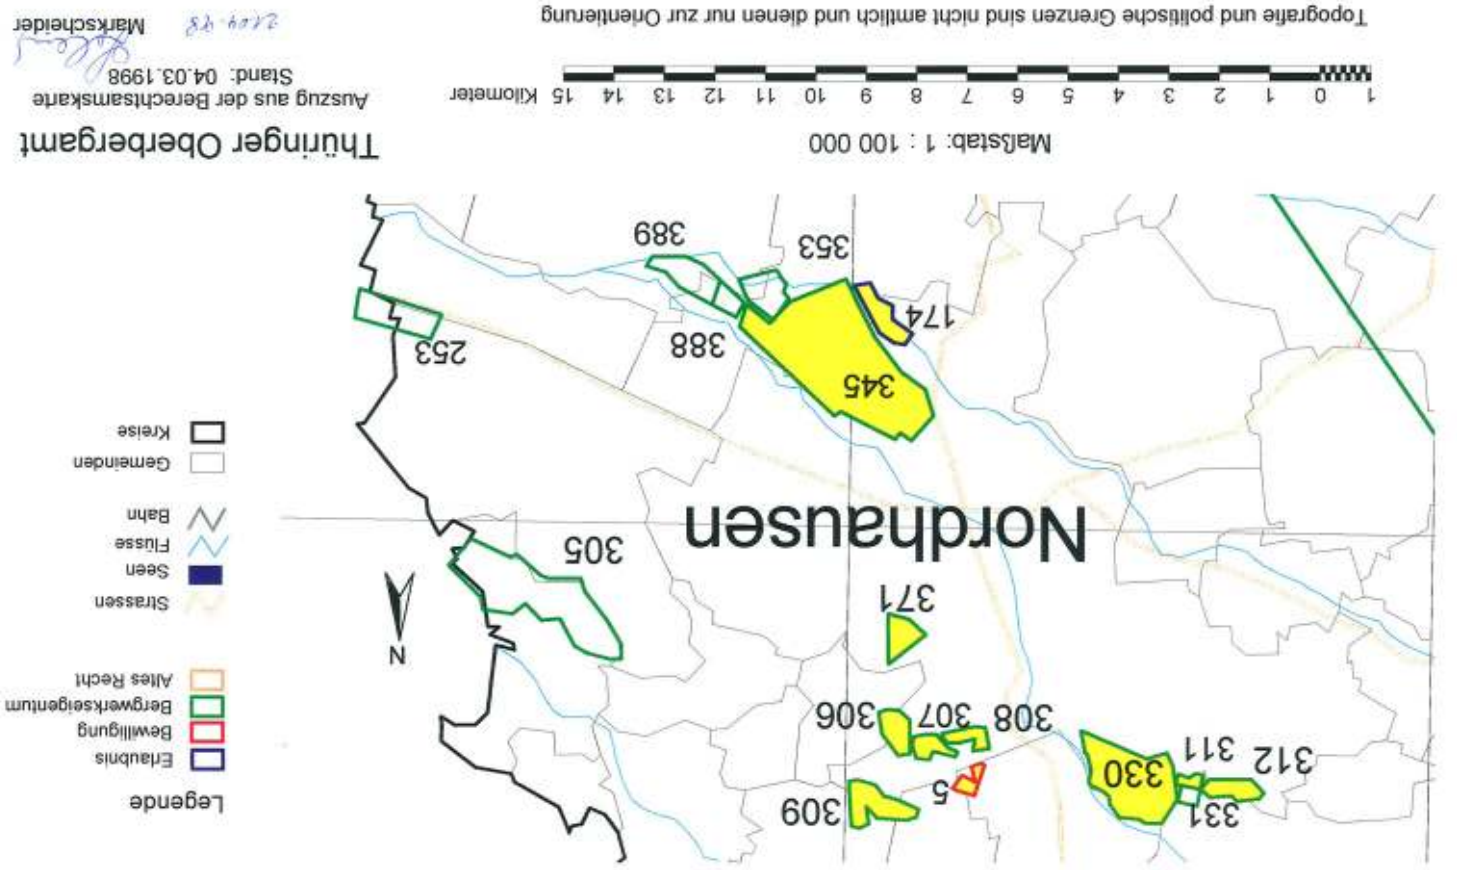 331
309
5
312
330
311
308
307
306
371
Nordhausen
305
345
253
388
174
353
389
Legende
Erlaubnis
Bewilligung
Bergwerkseigentum
Altes Recht
N
Strassen
Seen
Flüsse
Bahn
Gemeinden
Kreise
Maßstab: 1 : 100 000
1 0 1 2 3 4 5 6 7 8 9 10 11 12 13 14 15 Kilometer
Topografie und politische Grenzen sind nicht amtlich und dienen nur zur Orientierung
Thüringer Oberbergamt
Auszug aus der Berechtsamskarte
Stand: 04.03.1998
Markscheider